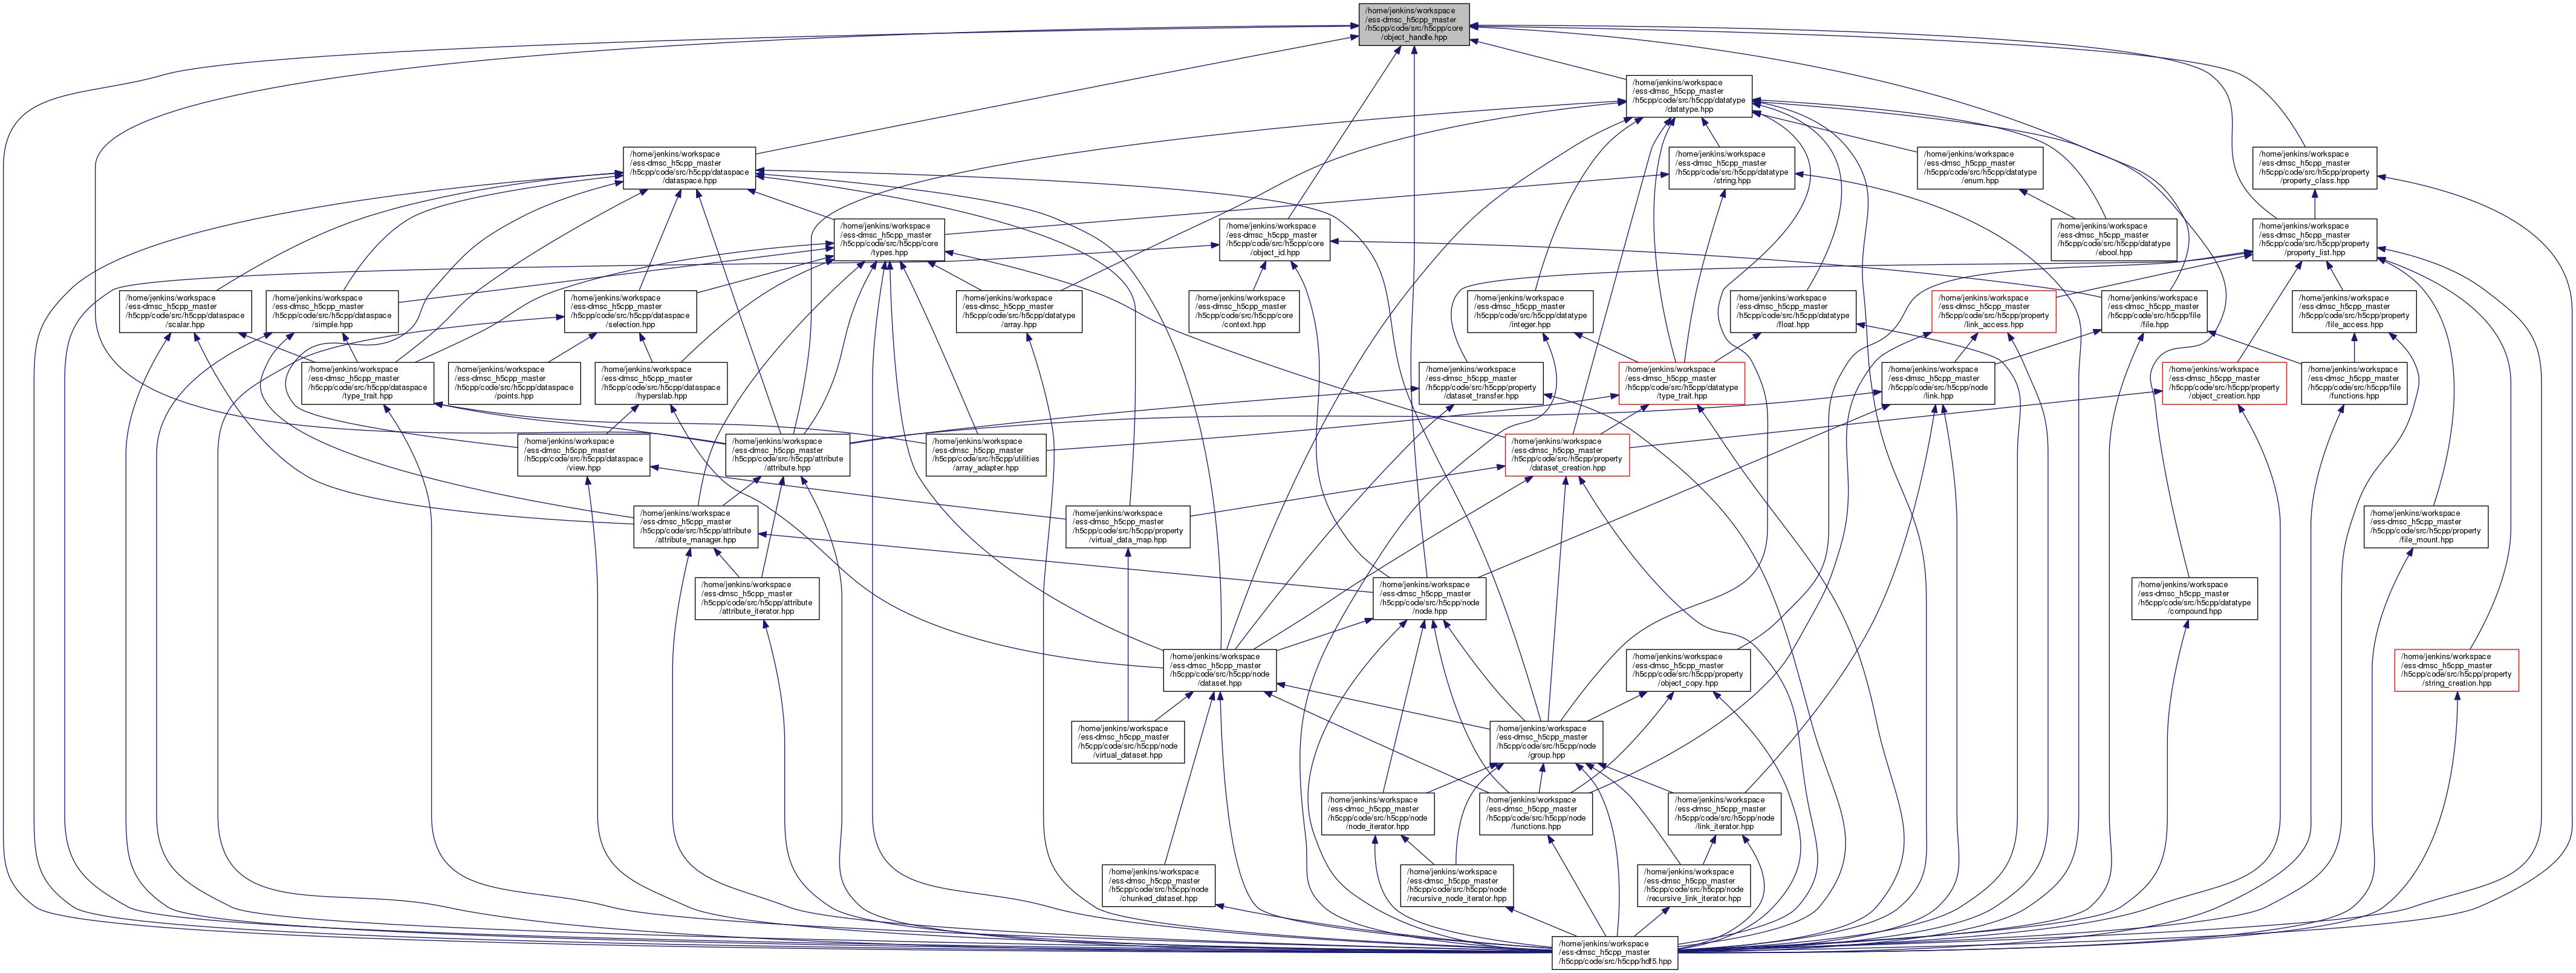 /home/jenkins/workspace
/ess-dmsc_h5cpp_master
/h5cpp/code/src/h5cpp/core
/object_handle.hpp
/home/jenkins/workspace
/ess-dmsc_h5cpp_master
/h5cpp/code/src/h5cpp/datatype
/datatype.hpp
/home/jenkins/workspace
/ess-dmsc_h5cpp_master
/h5cpp/code/src/h5cpp/dataspace
/dataspace.hpp
/home/jenkins/workspace
/ess-dmsc_h5cpp_master
/h5cpp/code/src/h5cpp/datatype
/string.hpp
/home/jenkins/workspace
/ess-dmsc_h5cpp_master
/h5cpp/code/src/h5cpp/datatype
/enum.hpp
/home/jenkins/workspace
/ess-dmsc_h5cpp_master
/h5cpp/code/src/h5cpp/property
/property_class.hpp
/home/jenkins/workspace
/ess-dmsc_h5cpp_master
/h5cpp/code/src/h5cpp/core
/types.hpp
/home/jenkins/workspace
/ess-dmsc_h5cpp_master
/h5cpp/code/src/h5cpp/core
/object_id.hpp
/home/jenkins/workspace
/ess-dmsc_h5cpp_master
/h5cpp/code/src/h5cpp/datatype
/ebool.hpp
/home/jenkins/workspace
/ess-dmsc_h5cpp_master
/h5cpp/code/src/h5cpp/property
/property_list.hpp
/home/jenkins/workspace
/ess-dmsc_h5cpp_master
/h5cpp/code/src/h5cpp/dataspace
/scalar.hpp
/home/jenkins/workspace
/ess-dmsc_h5cpp_master
/h5cpp/code/src/h5cpp/dataspace
/simple.hpp
/home/jenkins/workspace
/ess-dmsc_h5cpp_master
/h5cpp/code/src/h5cpp/dataspace
/selection.hpp
/home/jenkins/workspace
/ess-dmsc_h5cpp_master
/h5cpp/code/src/h5cpp/datatype
/array.hpp
/home/jenkins/workspace
/ess-dmsc_h5cpp_master
/h5cpp/code/src/h5cpp/core
/context.hpp
/home/jenkins/workspace
/ess-dmsc_h5cpp_master
/h5cpp/code/src/h5cpp/datatype
/integer.hpp
/home/jenkins/workspace
/ess-dmsc_h5cpp_master
/h5cpp/code/src/h5cpp/datatype
/float.hpp
/home/jenkins/workspace
/ess-dmsc_h5cpp_master
/h5cpp/code/src/h5cpp/property
/link_access.hpp
/home/jenkins/workspace
/ess-dmsc_h5cpp_master
/h5cpp/code/src/h5cpp/file
/file.hpp
/home/jenkins/workspace
/ess-dmsc_h5cpp_master
/h5cpp/code/src/h5cpp/property
/file_access.hpp
/home/jenkins/workspace
/ess-dmsc_h5cpp_master
/h5cpp/code/src/h5cpp/dataspace
/type_trait.hpp
/home/jenkins/workspace
/ess-dmsc_h5cpp_master
/h5cpp/code/src/h5cpp/dataspace
/points.hpp
/home/jenkins/workspace
/ess-dmsc_h5cpp_master
/h5cpp/code/src/h5cpp/dataspace
/hyperslab.hpp
/home/jenkins/workspace
/ess-dmsc_h5cpp_master
/h5cpp/code/src/h5cpp/property
/dataset_transfer.hpp
/home/jenkins/workspace
/ess-dmsc_h5cpp_master
/h5cpp/code/src/h5cpp/datatype
/type_trait.hpp
/home/jenkins/workspace
/ess-dmsc_h5cpp_master
/h5cpp/code/src/h5cpp/node
/link.hpp
/home/jenkins/workspace
/ess-dmsc_h5cpp_master
/h5cpp/code/src/h5cpp/property
/object_creation.hpp
/home/jenkins/workspace
/ess-dmsc_h5cpp_master
/h5cpp/code/src/h5cpp/file
/functions.hpp
/home/jenkins/workspace
/ess-dmsc_h5cpp_master
/h5cpp/code/src/h5cpp/dataspace
/view.hpp
/home/jenkins/workspace
/ess-dmsc_h5cpp_master
/h5cpp/code/src/h5cpp/attribute
/attribute.hpp
/home/jenkins/workspace
/ess-dmsc_h5cpp_master
/h5cpp/code/src/h5cpp/utilities
/array_adapter.hpp
/home/jenkins/workspace
/ess-dmsc_h5cpp_master
/h5cpp/code/src/h5cpp/property
/dataset_creation.hpp
/home/jenkins/workspace
/ess-dmsc_h5cpp_master
/h5cpp/code/src/h5cpp/attribute
/attribute_manager.hpp
/home/jenkins/workspace
/ess-dmsc_h5cpp_master
/h5cpp/code/src/h5cpp/property
/virtual_data_map.hpp
/home/jenkins/workspace
/ess-dmsc_h5cpp_master
/h5cpp/code/src/h5cpp/property
/file_mount.hpp
/home/jenkins/workspace
/ess-dmsc_h5cpp_master
/h5cpp/code/src/h5cpp/attribute
/attribute_iterator.hpp
/home/jenkins/workspace
/ess-dmsc_h5cpp_master
/h5cpp/code/src/h5cpp/node
/node.hpp
/home/jenkins/workspace
/ess-dmsc_h5cpp_master
/h5cpp/code/src/h5cpp/datatype
/compound.hpp
/home/jenkins/workspace
/ess-dmsc_h5cpp_master
/h5cpp/code/src/h5cpp/node
/dataset.hpp
/home/jenkins/workspace
/ess-dmsc_h5cpp_master
/h5cpp/code/src/h5cpp/property
/object_copy.hpp
/home/jenkins/workspace
/ess-dmsc_h5cpp_master
/h5cpp/code/src/h5cpp/property
/string_creation.hpp
/home/jenkins/workspace
/ess-dmsc_h5cpp_master
/h5cpp/code/src/h5cpp/node
/virtual_dataset.hpp
/home/jenkins/workspace
/ess-dmsc_h5cpp_master
/h5cpp/code/src/h5cpp/node
/group.hpp
/home/jenkins/workspace
/ess-dmsc_h5cpp_master
/h5cpp/code/src/h5cpp/node
/node_iterator.hpp
/home/jenkins/workspace
/ess-dmsc_h5cpp_master
/h5cpp/code/src/h5cpp/node
/functions.hpp
/home/jenkins/workspace
/ess-dmsc_h5cpp_master
/h5cpp/code/src/h5cpp/node
/link_iterator.hpp
/home/jenkins/workspace
/ess-dmsc_h5cpp_master
/h5cpp/code/src/h5cpp/node
/chunked_dataset.hpp
/home/jenkins/workspace
/ess-dmsc_h5cpp_master
/h5cpp/code/src/h5cpp/node
/recursive_node_iterator.hpp
/home/jenkins/workspace
/ess-dmsc_h5cpp_master
/h5cpp/code/src/h5cpp/node
/recursive_link_iterator.hpp
/home/jenkins/workspace
/ess-dmsc_h5cpp_master
/h5cpp/code/src/h5cpp/hdf5.hpp